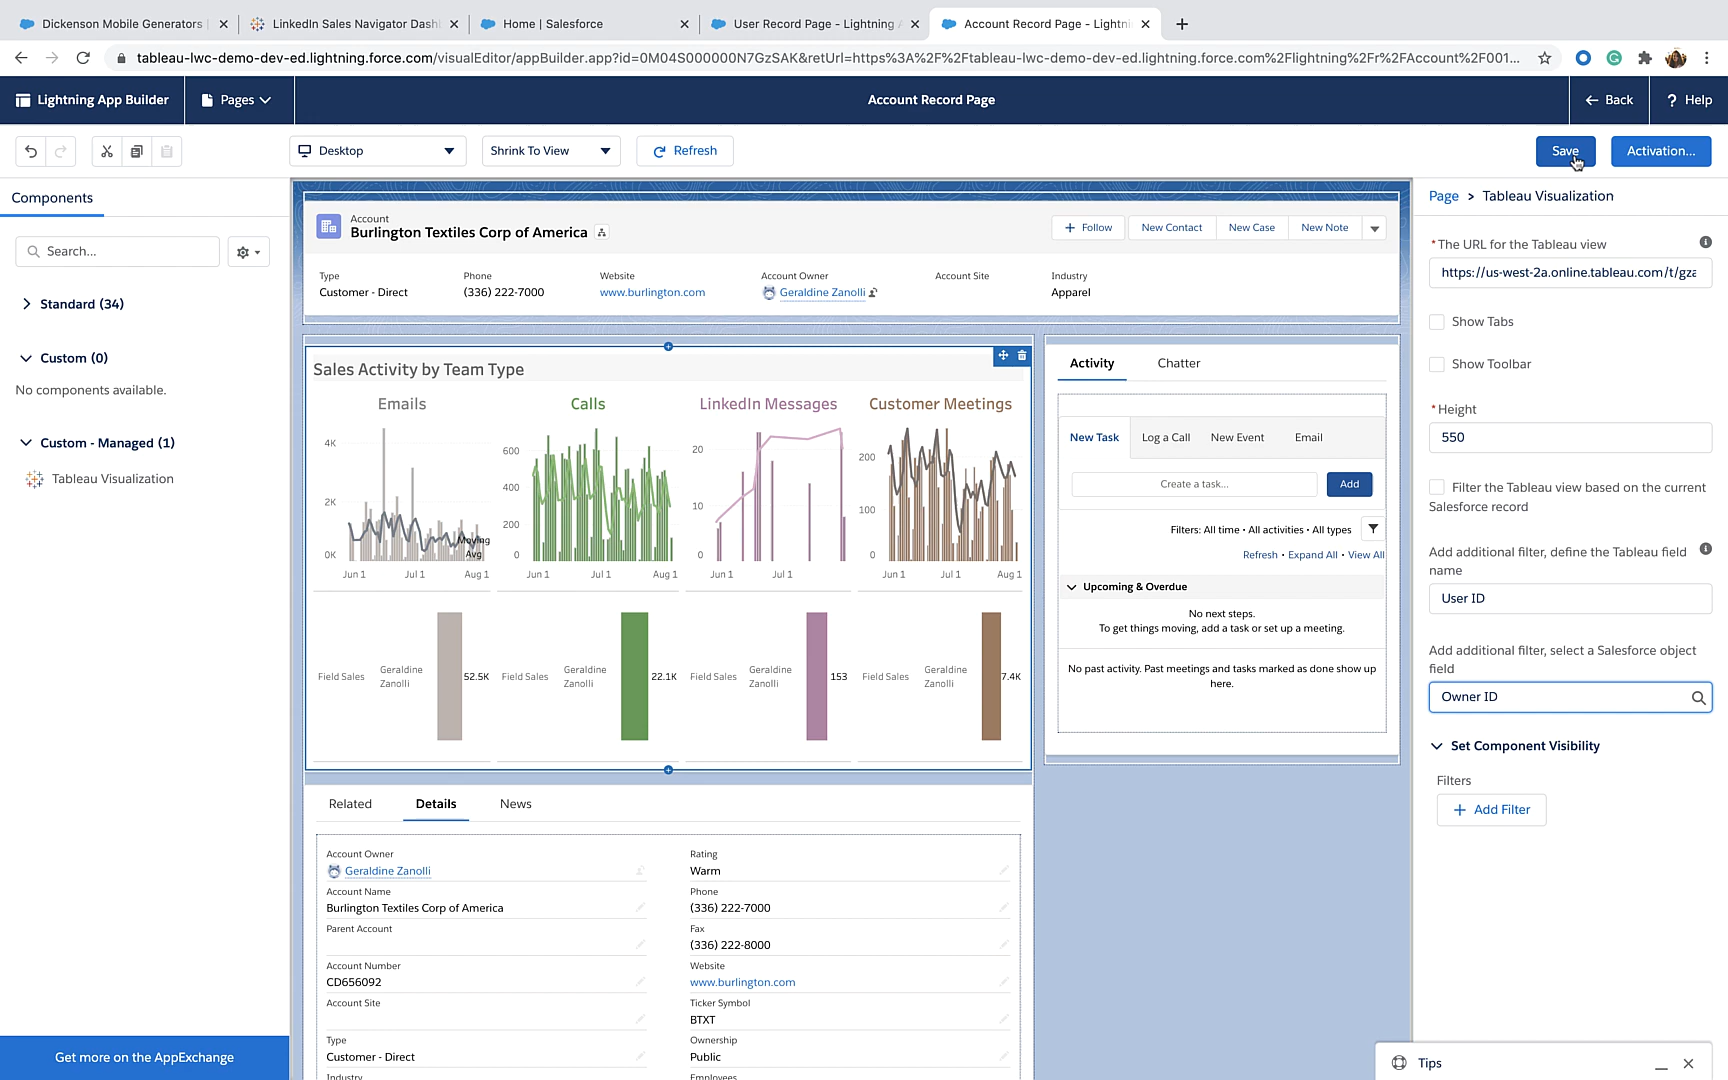 Dickenson Mobile Generators
LinkedIn Sales Navigator Dash
Home | Salesforce
User Record Page - Lightning
Account Record Page - Lightni
tableau-lwc-demo-dev-ed.lightning.force.com/visualEditor/appBuilder.app?id=0M04S000000N7GzSAK&retUrl=https%3A%2F%2Ftableau-lwc-demo-dev-ed.lightning.force.com%2Flightning%2Fr%2FAccount%2F001...
Lightning App Builder
Pages
Account Record Page
Back
? Help
Desktop
Shrink To View
Refresh
Save
Activation...
Components
Search...
Standard (34)
Custom (0)
No components available.
Custom - Managed (1)
Tableau Visualization
Get more on the AppExchange
Account
Burlington Textiles Corp of America
+ Follow
New Contact
New Case
New Note
Type
Customer - Direct
Phone
(336) 222-7000
Website
www.burlington.com
Account Owner
Geraldine Zanolli
Account Site
Industry
Apparel
Sales Activity by Team Type
Emails
Calls
LinkedIn Messages
Customer Meetings
4K
2K
0K
Moving
Avg
Jun 1
Jul 1
Aug 1
600
400
200
0
Jun 1
Jul 1
Aug 1
20
10
0
Jun 1
Jul 1
200
100
0
Jun 1
Jul 1
Aug 1
Field Sales
Geraldine
Zanolli
52.5K
Field Sales
Geraldine
Zanolli
22.1K
Field Sales
Geraldine
Zanolli
153
Field Sales
Geraldine
Zanolli
7.4K
Related
Details
News
Account Owner
Geraldine Zanolli
Account Name
Burlington Textiles Corp of America
Parent Account
Account Number
CD656092
Account Site
Type
Customer - Direct
Industry
Rating
Warm
Phone
(336) 222-7000
Fax
(336) 222-8000
Website
www.burlington.com
Ticker Symbol
BTXT
Ownership
Public
Employees
Activity
Chatter
New Task
Log a Call
New Event
Email
Create a task...
Add
Filters: All time • All activities • All types
Refresh • Expand All • View All
Upcoming & Overdue
No next steps.
To get things moving, add a task or set up a meeting.
No past activity. Past meetings and tasks marked as done show up
here.
Page > Tableau Visualization
*The URL for the Tableau view
https://us-west-2a.online.tableau.com/t/gza
Show Tabs
Show Toolbar
*Height
550
Filter the Tableau view based on the current
Salesforce record
Add additional filter, define the Tableau field
name
User ID
Add additional filter, select a Salesforce object
field
Owner ID
Set Component Visibility
Filters
+ Add Filter
Tips